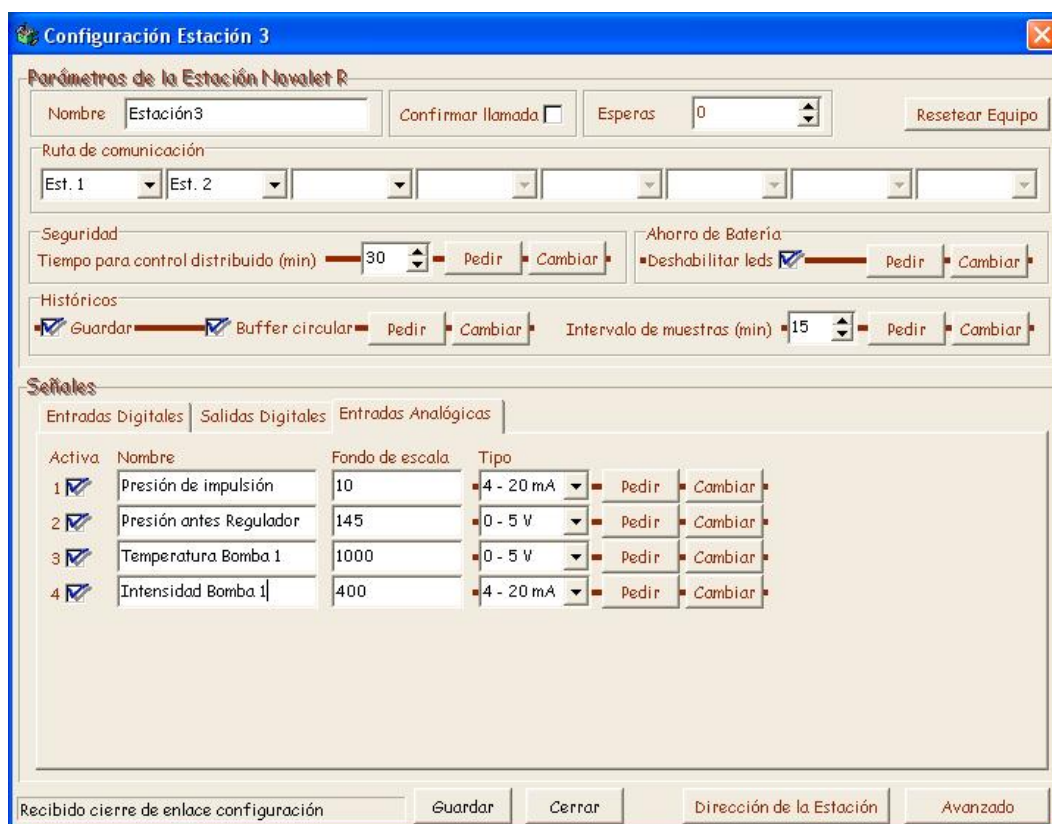 Configuración Estación 3
Parámetros de la Estación Novalet R
Nombre Estación3 Confirmar llamada Esperas 0 Resetear Equipo
Ruta de comunicación
Est. 1 Est. 2
Seguridad Ahorro de Batería
Tiempo para control distribuido (min) 30 Pedir Cambiar Deshabilitar leds Pedir Cambiar
Históricos
Guardar Buffer circular Pedir Cambiar Intervalo de muestras (min) 15 Pedir Cambiar
Señales
Entradas Digitales Salidas Digitales Entradas Analógicas
Activa Nombre Fondo de escala Tipo
1 Presión de impulsión 10 4 - 20 mA Pedir Cambiar
2 Presión antes Regulador 145 0 - 5 V Pedir Cambiar
3 Temperatura Bomba 1 1000 0 - 5 V Pedir Cambiar
4 Intensidad Bomba 1 400 4 - 20 mA Pedir Cambiar
Recibido cierre de enlace configuración Guardar Cerrar Dirección de la Estación Avanzado